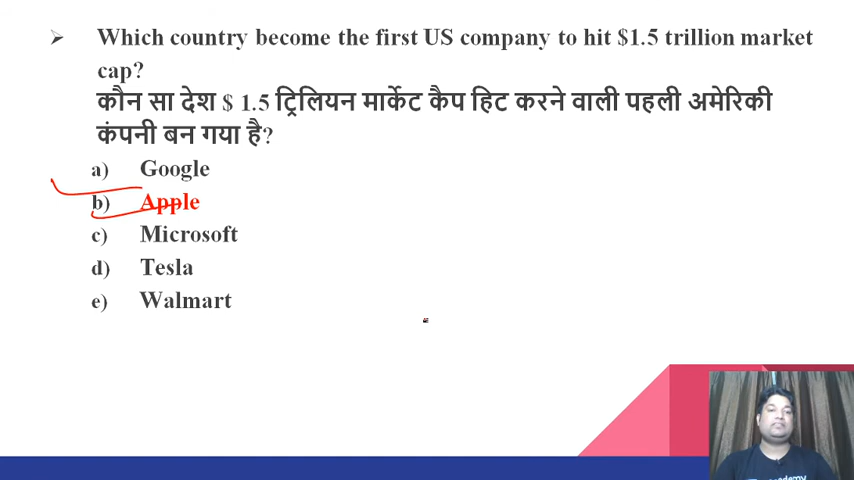 Which country become the first US company to hit $1.5 trillion market
cap?
कौन सा देश $ 1.5 ट्रिलियन मार्केट कैप हिट करने वाली पहली अमेरिकी
कंपनी बन गया है?
a) Google
b) Apple
c) Microsoft
d) Tesla
e) Walmart